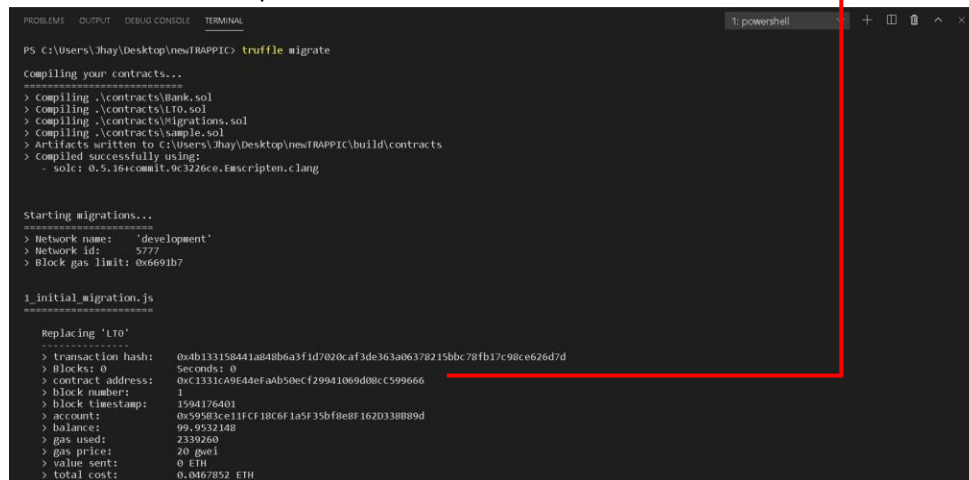 PROBLEMS OUTPUT DEBUG CONSOLE TERMINAL 1: powershell
PS C:\Users\Jhay\Desktop\newTRAPPIC> truffle migrate
Compiling your contracts...
===========================
> Compiling .\contracts\Bank.sol
> Compiling .\contracts\LTO.sol
> Compiling .\contracts\Migrations.sol
> Compiling .\contracts\sample.sol
> Artifacts written to C:\Users\Jhay\Desktop\newTRAPPIC\build\contracts
> Compiled successfully using:
- solc: 0.5.16+commit.9c3226ce.Emscripten.clang
Starting migrations...
======================
> Network name: 'development'
> Network id: 5777
> Block gas limit: 0x6691b7
1_initial_migration.js
======================
Replacing 'LTO'
---------------
> transaction hash: 0x4b133158441a848b6a3f1d7020caf3de363a06378215bbc78fb17c98ce626d7d
> Blocks: 0 Seconds: 0
> contract address: 0xC1331cA9E44eFaAb50eCf29941069d08cC599666
> block number: 1
> block timestamp: 1594176401
> account: 0x595B3ce11FCF18C6F1a5F35bf8e8F162D338B89d
> balance: 99.9532148
> gas used: 2339260
> gas price: 20 gwei
> value sent: 0 ETH
> total cost: 0.0467852 ETH